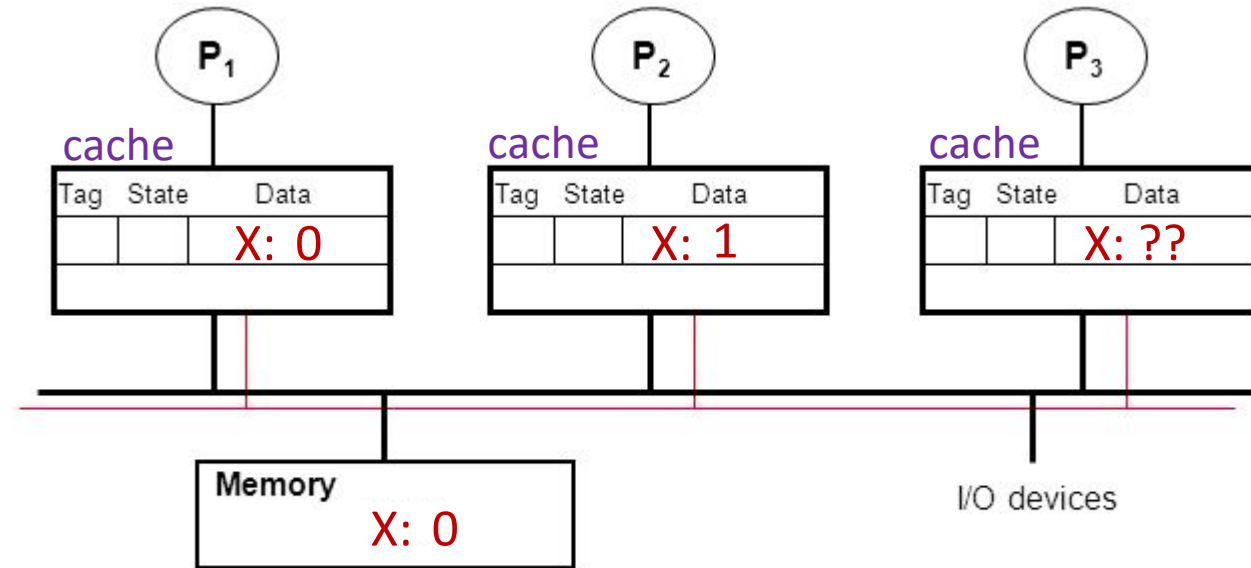 P₁ P₂ P₃
cache cache cache
Tag State Data Tag State Data Tag State Data
X: 0 X: 1 X: ??
Memory
I/O devices
X: 0